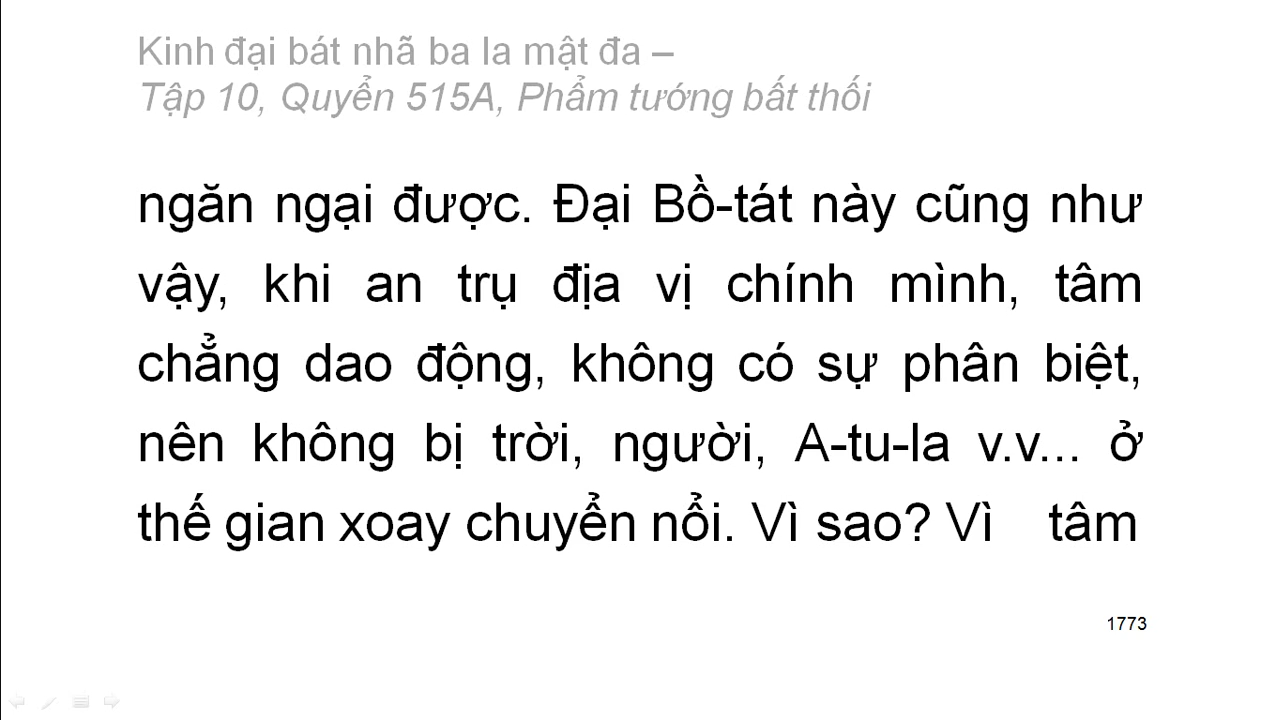 Kinh đại bát nhã ba la mật đa –
Tập 10, Quyển 515A, Phẩm tướng bất thối
ngăn ngại được. Đại Bồ-tát này cũng như
vậy, khi an trụ địa vị chính mình, tâm
chẳng dao động, không có sự phân biệt,
nên không bị trời, người, A-tu-la v.v... ở
thế gian xoay chuyển nổi. Vì sao? Vì tâm
1773